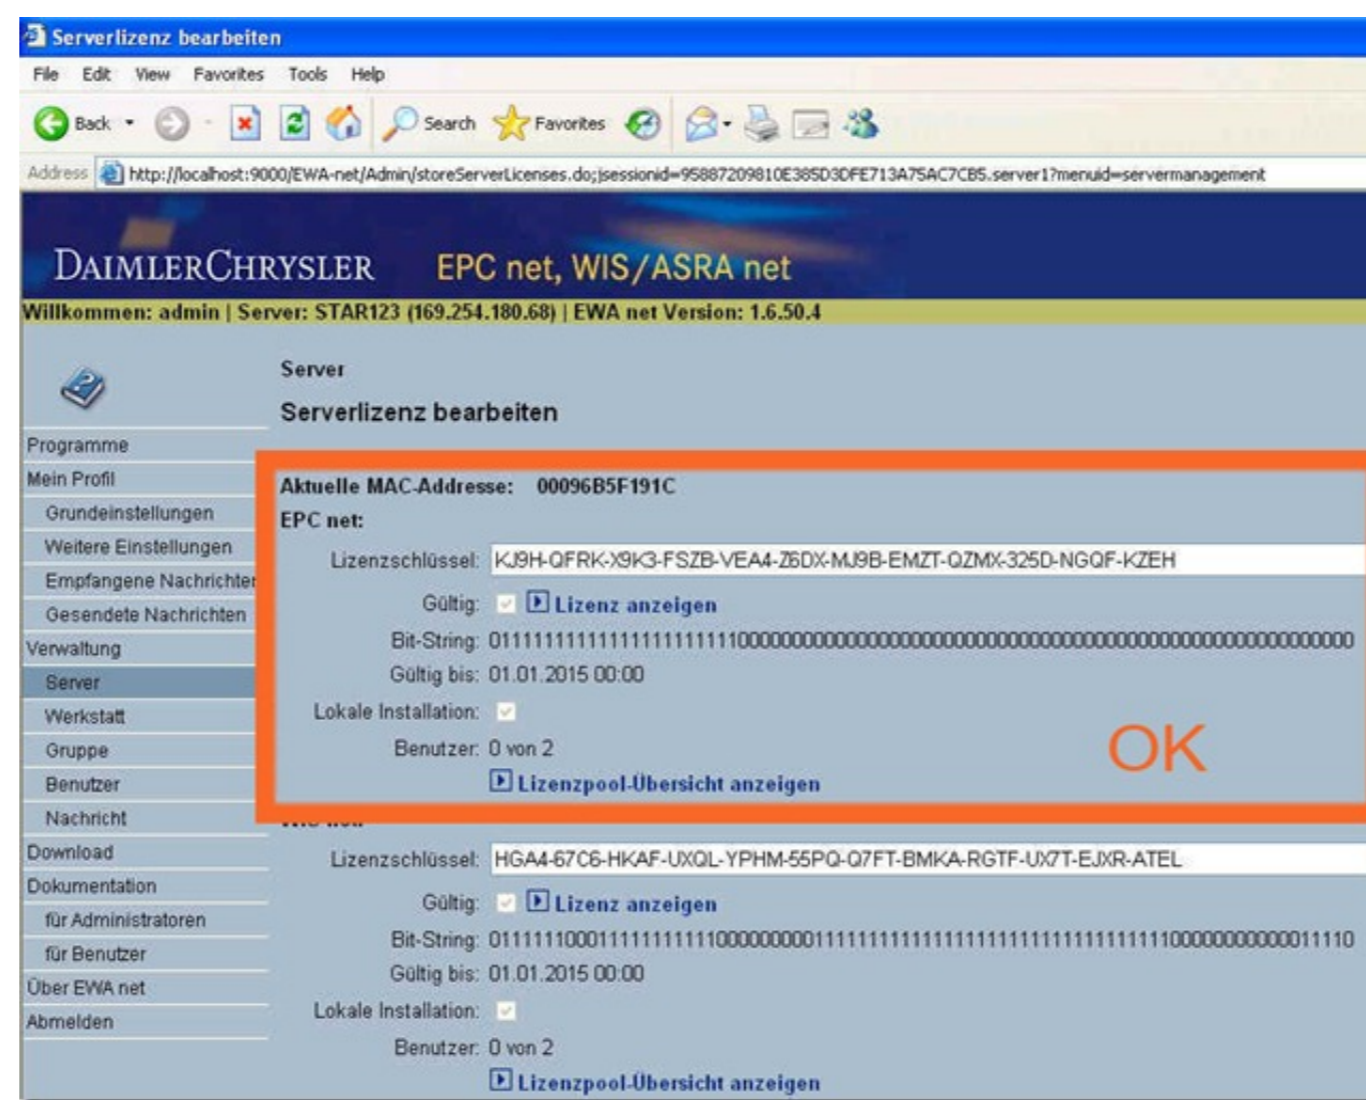 Serverlizenz bearbeiten
File Edit View Favorites Tools Help
Back Search Favorites
Address http://localhost:9000/EWA-net/Admin/storeServerLicenses.do;jsessionid=95887209810E385D3DFE713A75AC7CB5.server1?menuid=servermanagement
DAIMLERCHRYSLER EPC net, WIS/ASRA net
Willkommen: admin | Server: STAR123 (169.254.180.68) | EWA net Version: 1.6.50.4
Server
Serverlizenz bearbeiten
Programme
Mein Profil
Grundeinstellungen
Weitere Einstellungen
Empfangene Nachrichten
Gesendete Nachrichten
Verwaltung
Server
Werkstatt
Gruppe
Benutzer
Nachricht
Download
Dokumentation
für Administratoren
für Benutzer
Über EWA net
Abmelden
Aktuelle MAC-Addresse: 00096B5F191C
EPC net:
Lizenzschlüssel: KJ9H-QFRK-X9K3-FSZB-VEA4-Z6DX-MJ9B-EMZT-QZMX-325D-NGQF-KZEH
Gültig: Lizenz anzeigen
Bit-String:
Gültig bis: 01.01.2015 00:00
Lokale Installation:
Benutzer: 0 von 2
Lizenzpool-Übersicht anzeigen
OK
Lizenzschlüssel: HGA4-67C6-HKAF-UXQL-YPHM-55PQ-Q7FT-BMKA-RGTF-UX7T-EJXR-ATEL
Gültig: Lizenz anzeigen
Bit-String:
Gültig bis: 01.01.2015 00:00
Lokale Installation:
Benutzer: 0 von 2
Lizenzpool-Übersicht anzeigen